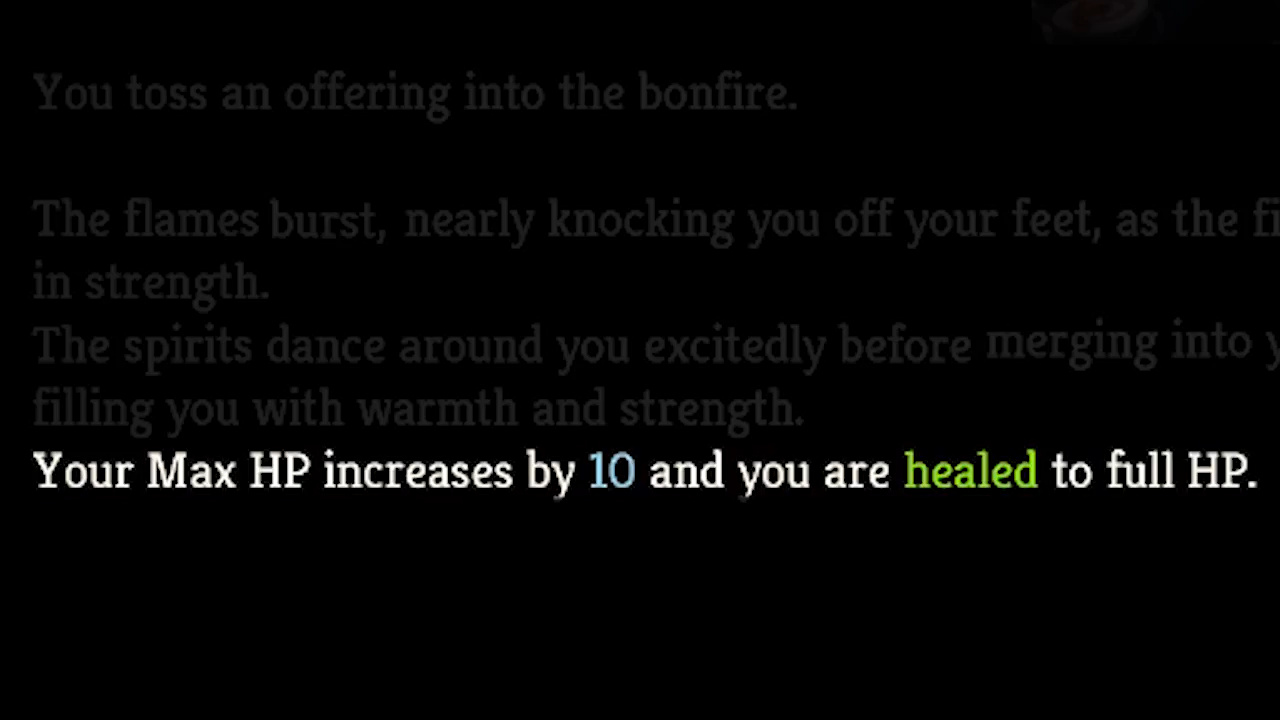 You toss an offering into the bonfire.
The flames burst, nearly knocking you off your feet, as the
in strength.
The spirits dance around you excitedly before merging into
filling you with warmth and strength.
Your Max HP increases by 10 and you are healed to full HP.